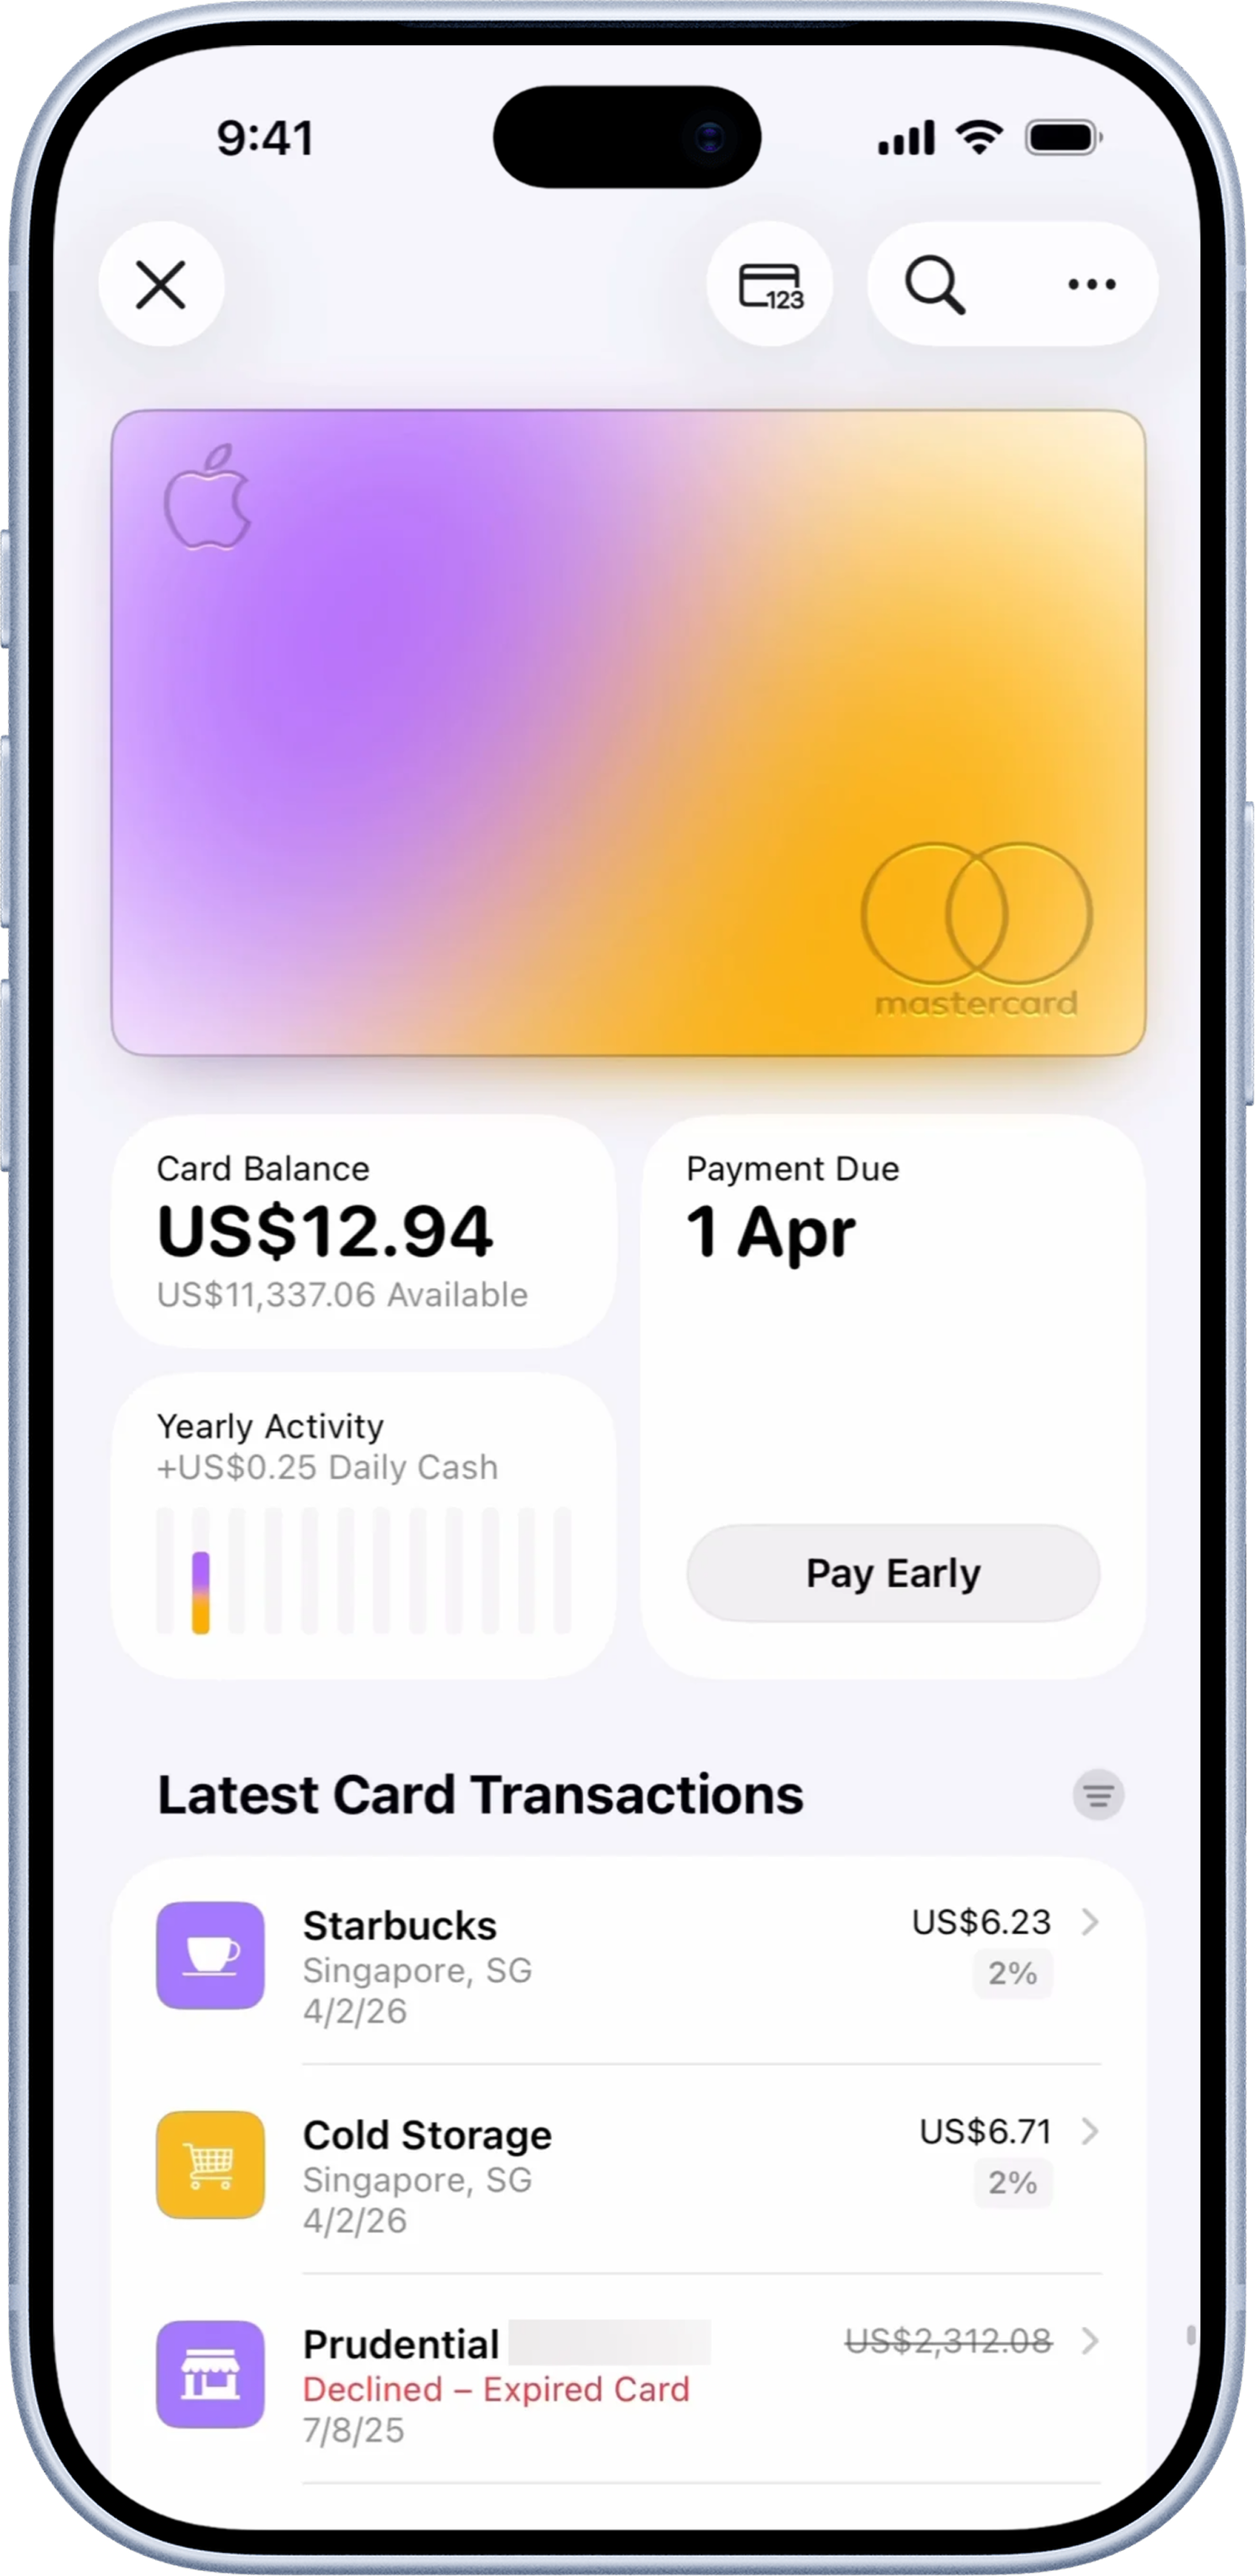 9:41
123
mastercard
Card Balance
US$12.94
US$11,337.06 Available
Payment Due
1 Apr
Yearly Activity
+US$0.25 Daily Cash
Pay Early
Latest Card Transactions
Starbucks
US$6.23
Singapore, SG
2%
4/2/26
Cold Storage
US$6.71
Singapore, SG
2%
4/2/26
Prudential
US$2,312.08
Declined – Expired Card
7/8/25